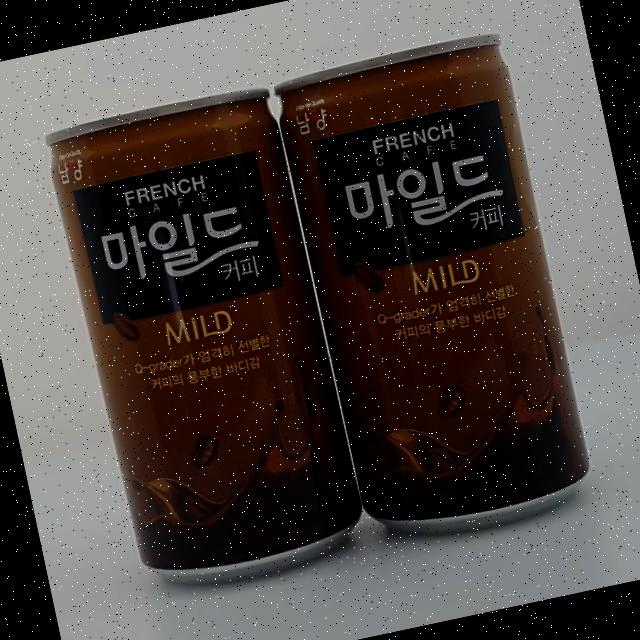 남양
FRENCH
CAFE
마일드
커피
MILD
Q-grader가 엄격히 선별한
커피의 풍부한 바디감
남양
FRENCH
CAFE
마일드
커피
MILD
Q-grader가 엄격히 선별한
커피의 풍부한 바디감